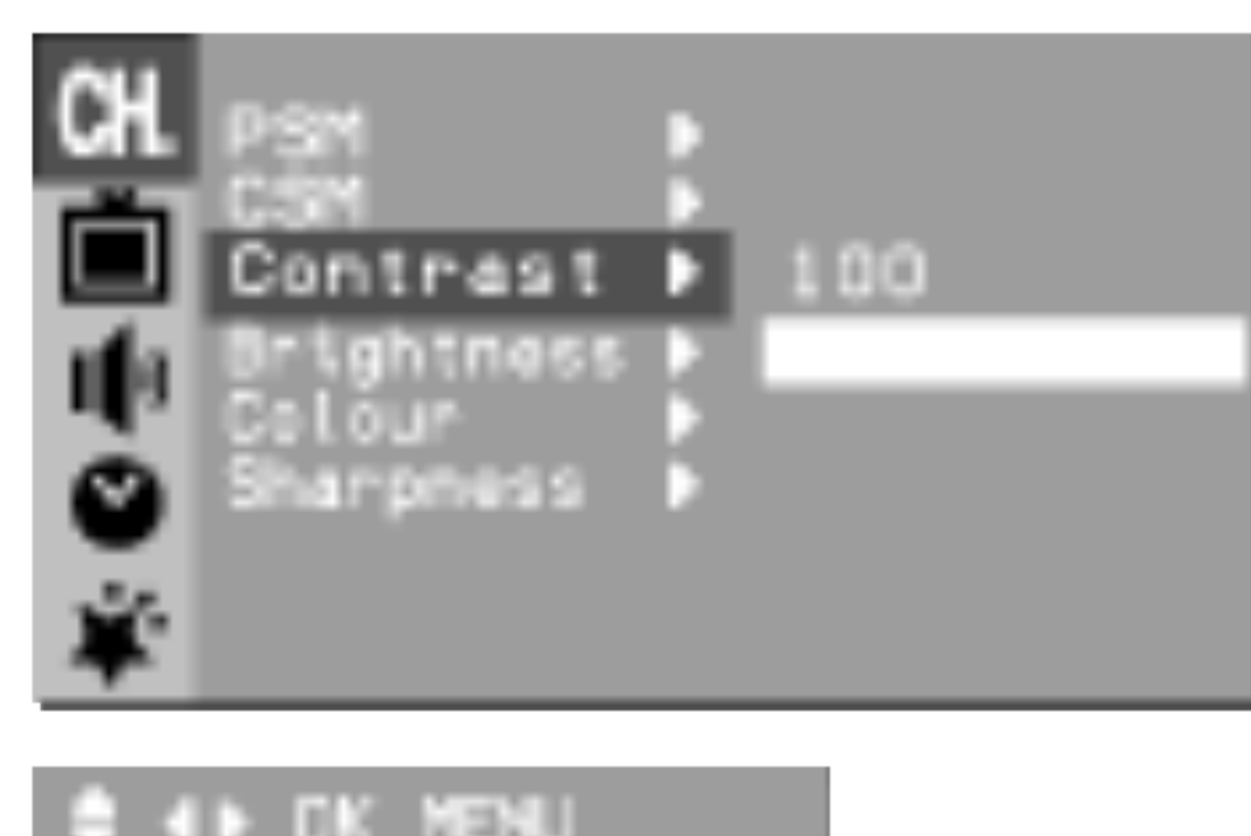 CH.
PSM
CSM
Contrast 100
Brightness
Colour
Sharpness
OK MENU